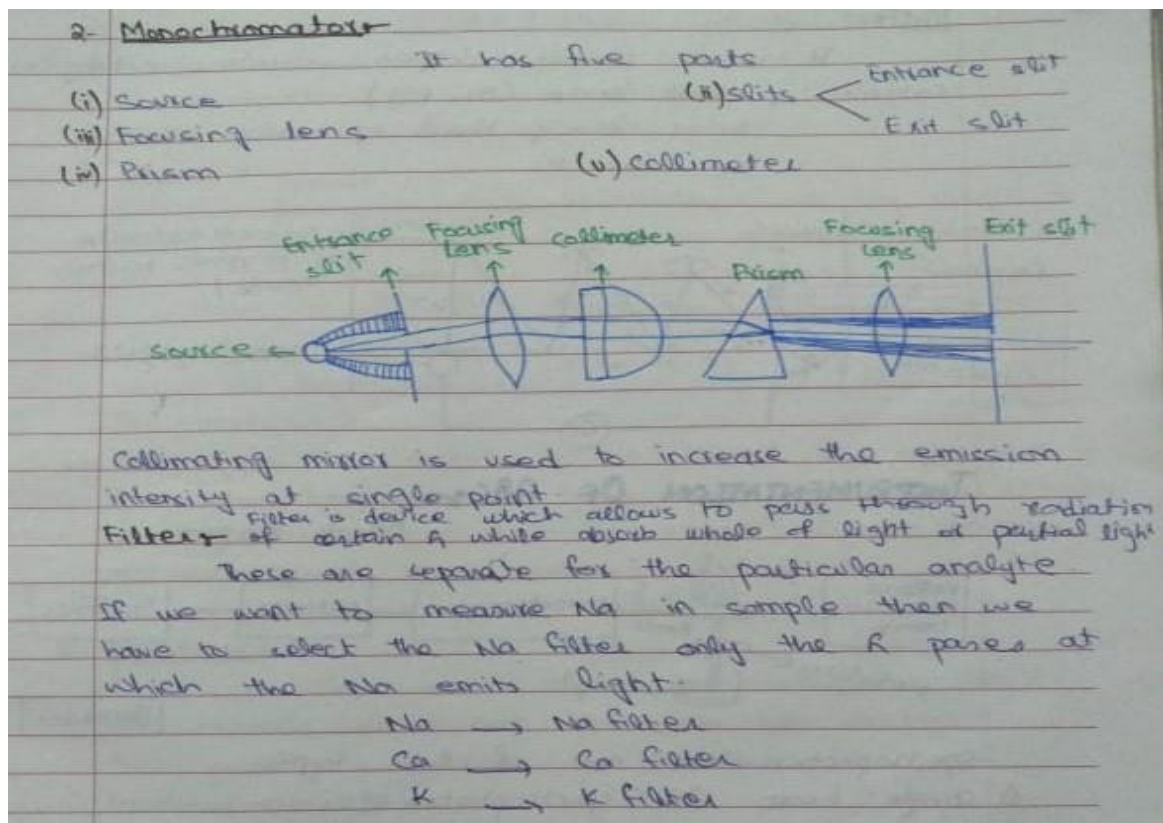 2- Monochromator
It has five parts
(i) Source (ii) slits Entrance slit
Exit slit
(iii) Focusing lens
(iv) Prism (v) Collimeter
Entrance slit Focusing Lens Collimeter Prism Focusing Lens Exit slit
Source
Collimating mirror is used to increase the emission
intensity at single point.
Filter is device which allows to pass through radiation
Filter of certain λ while absorb whole of light or partial light
These are separate for the particular analyte
If we want to measure Na in sample then we
have to select the Na filter only the λ passes at
which the Na emits light.
Na → Na filter
Ca → Ca filter
K → K filter